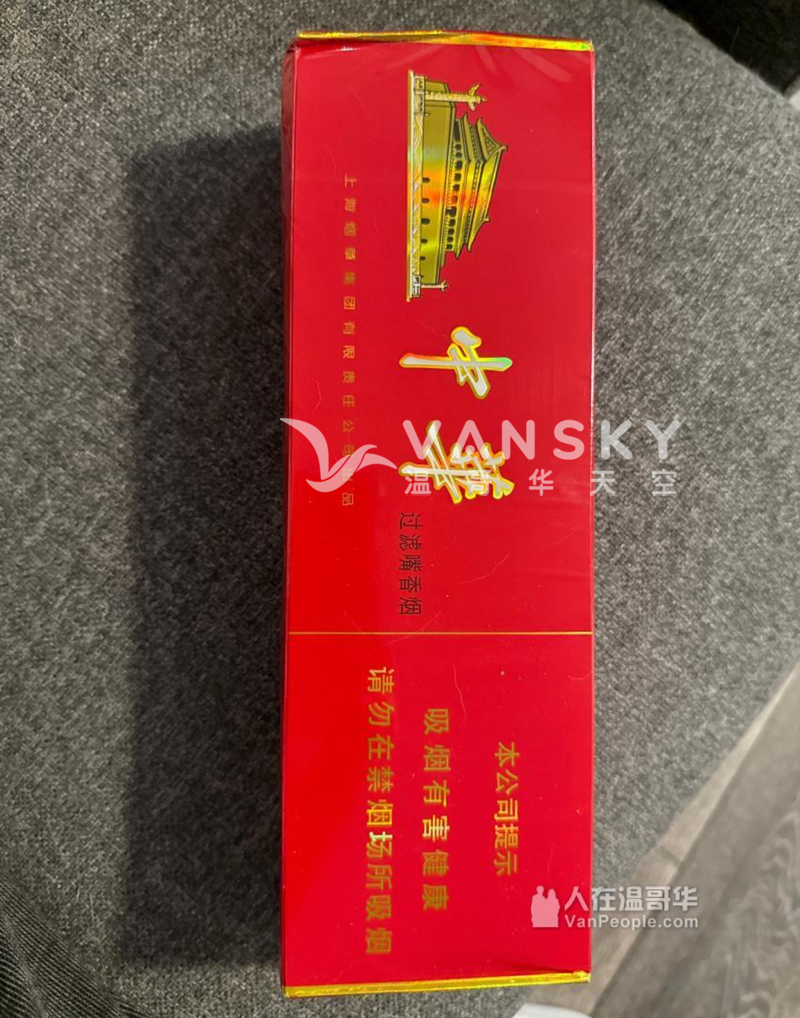 中華
过滤嘴香烟
上海烟草集团有限责任公司出品
本公司提示
吸烟有害健康
请勿在禁烟场所吸烟
VANSKY
温哥华天空
人在温哥华
VanPeople.com